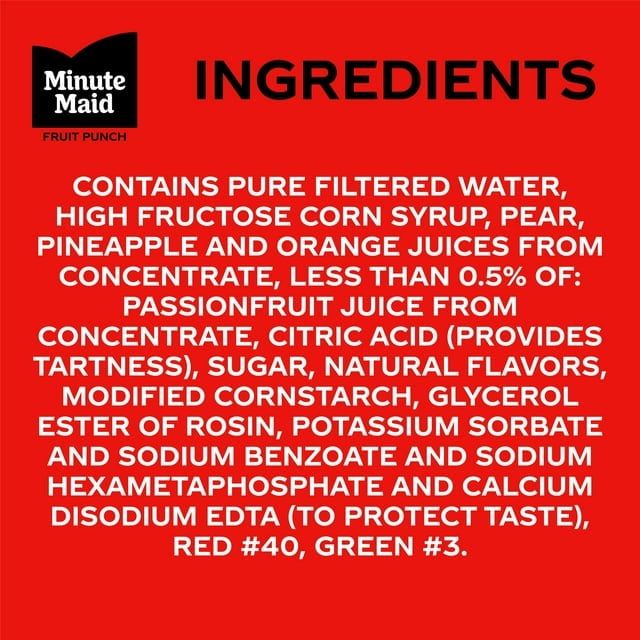 Minute
Maid
FRUIT PUNCH
INGREDIENTS
CONTAINS PURE FILTERED WATER,
HIGH FRUCTOSE CORN SYRUP, PEAR,
PINEAPPLE AND ORANGE JUICES FROM
CONCENTRATE, LESS THAN 0.5% OF:
PASSIONFRUIT JUICE FROM
CONCENTRATE, CITRIC ACID (PROVIDES
TARTNESS), SUGAR, NATURAL FLAVORS,
MODIFIED CORNSTARCH, GLYCEROL
ESTER OF ROSIN, POTASSIUM SORBATE
AND SODIUM BENZOATE AND SODIUM
HEXAMETAPHOSPHATE AND CALCIUM
DISODIUM EDTA (TO PROTECT TASTE),
RED #40, GREEN #3.